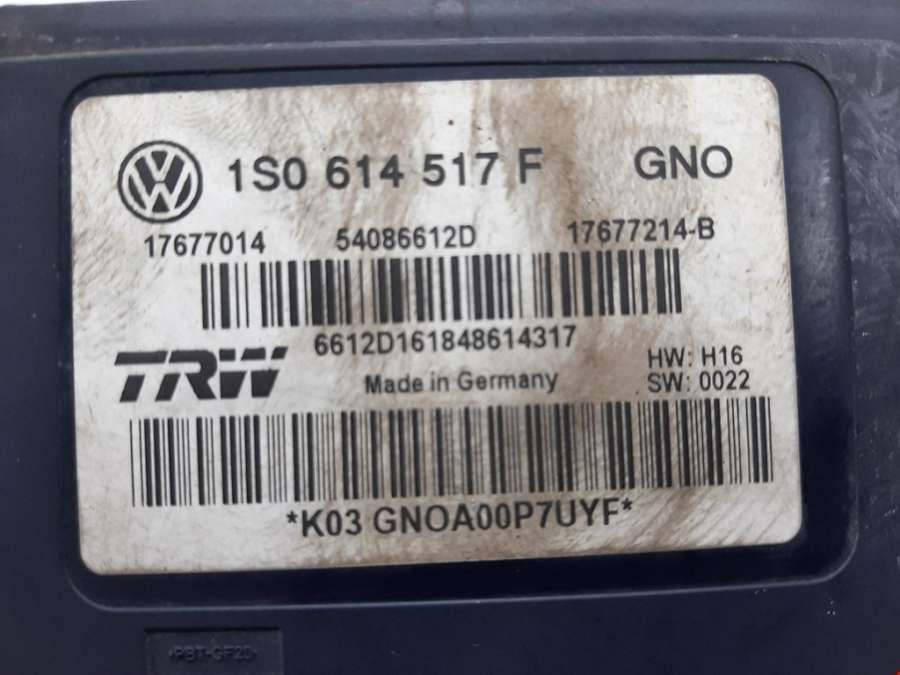 1S0 614 517 F GNO
17677014 54086612D 17677214-B
6612D161848614317
TRW Made in Germany HW: H16
SW: 0022
*K03 GNOA00P7UYF*
>PBT-GF20<